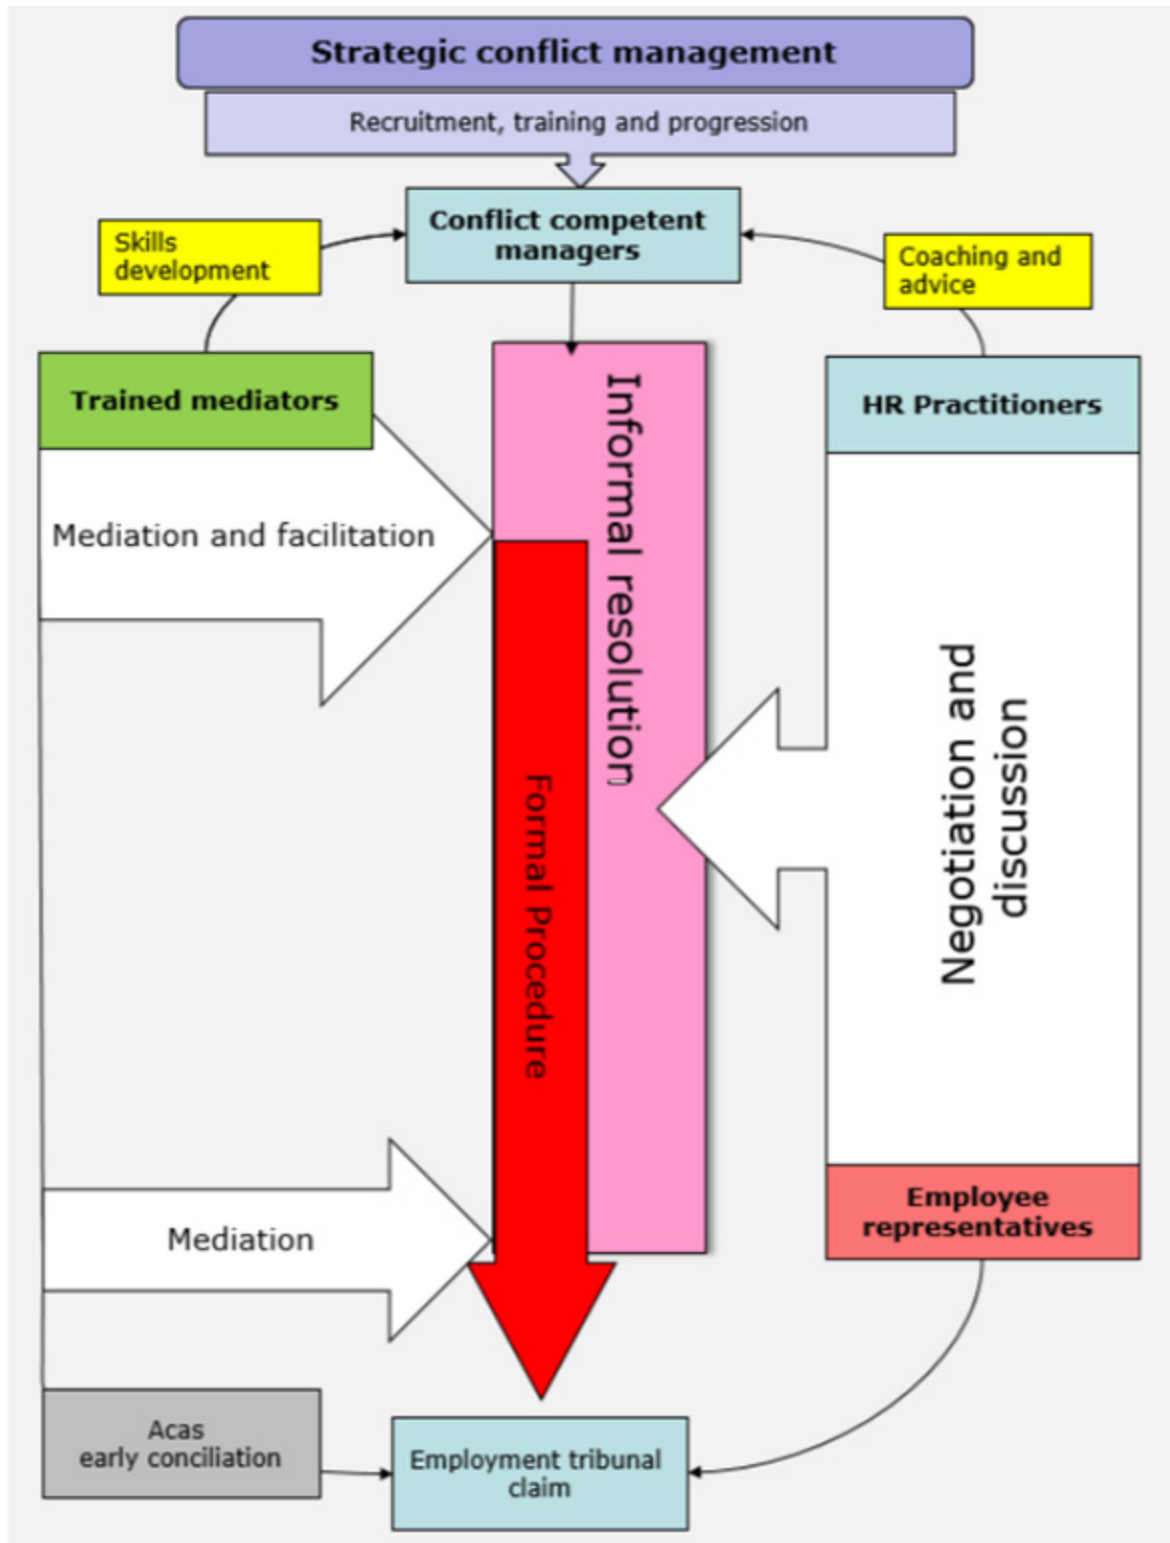 Strategic conflict management
Recruitment, training and progression
Conflict competent
managers
Skills
development
Coaching and
advice
Trained mediators
HR Practitioners
Informal resolution
Mediation and facilitation
Negotiation and
discussion
Formal Procedure
Employee
representatives
Mediation
Acas
early conciliation
Employment tribunal
claim